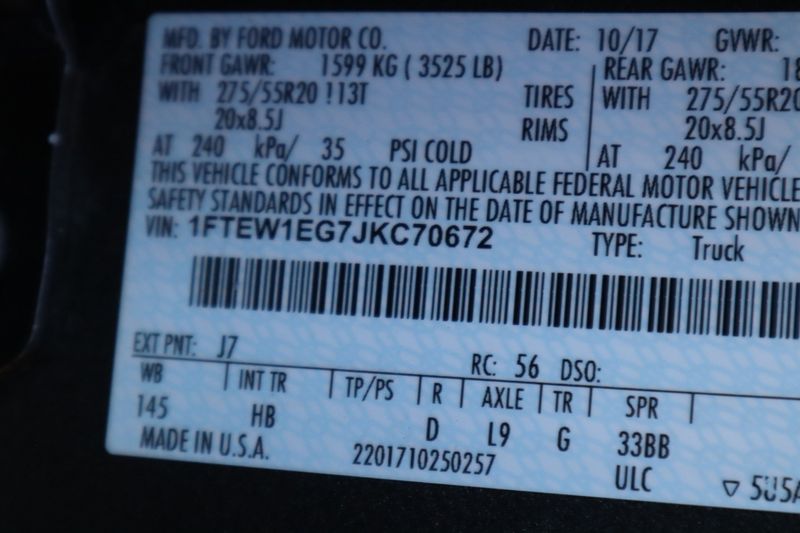 MFD. BY FORD MOTOR CO. DATE: 10/17 GVWR:
FRONT GAWR: 1599 KG ( 3525 LB) REAR GAWR: 18
WITH 275/55R20 113T TIRES WITH 275/55R20
20x8.5J RIMS 20x8.5J
AT 240 kPa/ 35 PSI COLD AT 240 kPa/
THIS VEHICLE CONFORMS TO ALL APPLICABLE FEDERAL MOTOR VEHICLE
SAFETY STANDARDS IN EFFECT ON THE DATE OF MANUFACTURE SHOWN
VIN: 1FTEW1EG7JKC70672 TYPE: Truck
EXT PNT: J7 RC: 56 DSO:
WB INT TR TP/PS R AXLE TR SPR
145 HB D L9 G 33BB
MADE IN U.S.A. 2201710250257 ULC